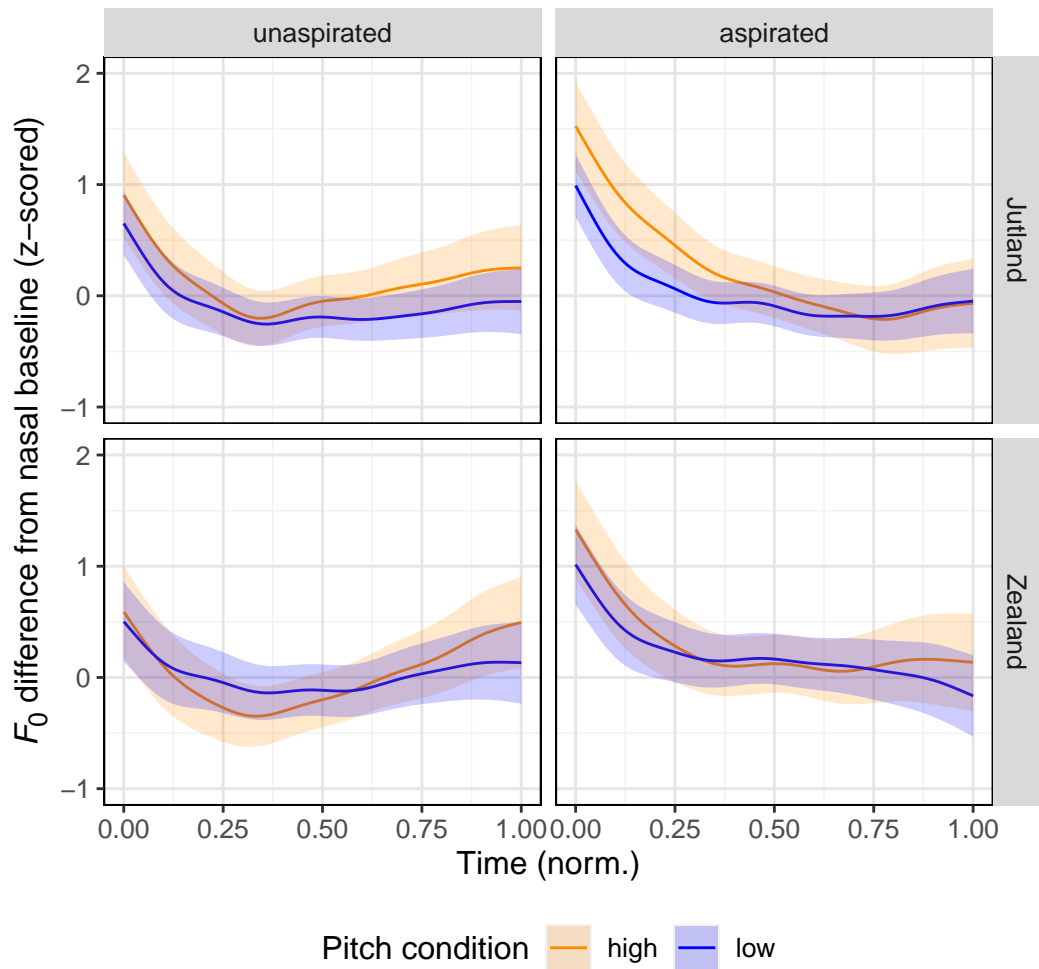 unaspirated aspirated
F0 difference from nasal baseline (z−scored)
2
1
0
−1
Jutland
2
1
0
−1
Zealand
0.00 0.25 0.50 0.75 1.00 0.00 0.25 0.50 0.75 1.00
Time (norm.)
Pitch condition high low